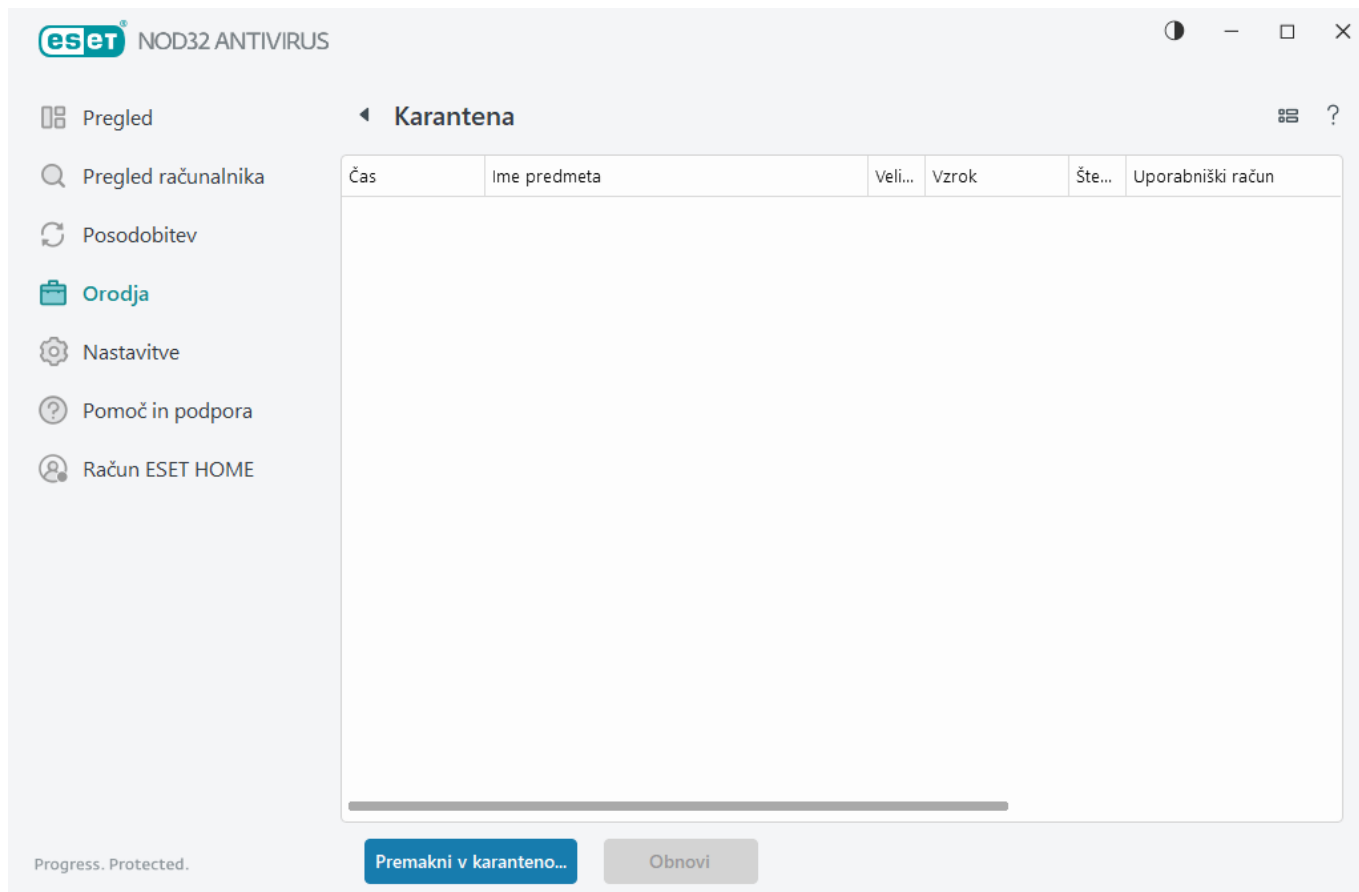 eset® NOD32 ANTIVIRUS
Pregled
Pregled računalnika
Posodobitev
Orodja
Nastavitve
Pomoč in podpora
Račun ESET HOME
Progress. Protected.
Karantena
?
Čas Ime predmeta Veli... Vzrok Šte... Uporabniški račun
Premakni v karanteno... Obnovi